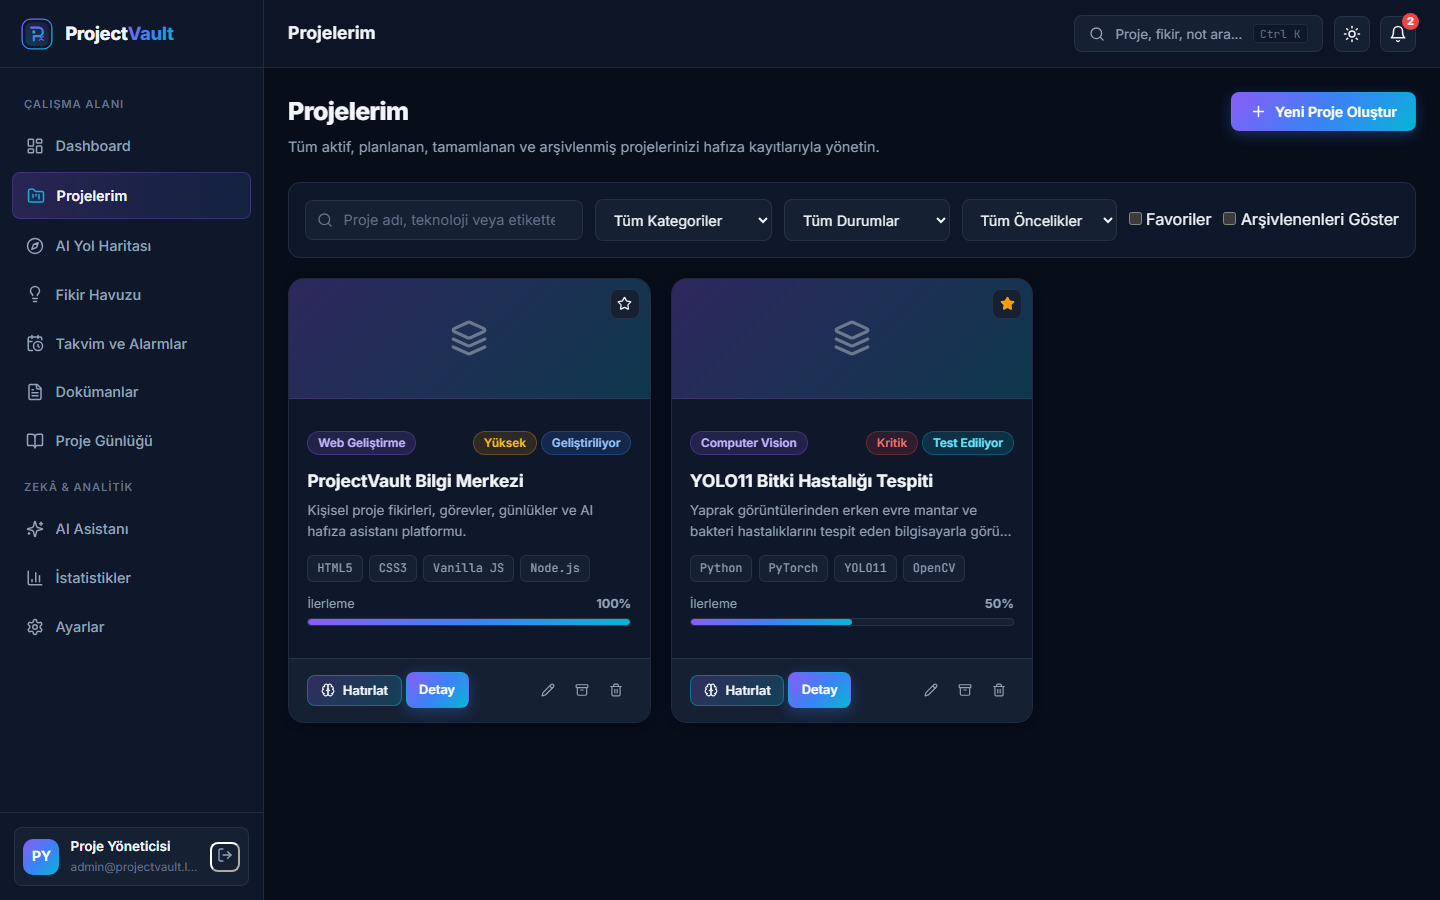 ProjectVault
Projelerim
Proje, fikir, not ara... Ctrl K
2
ÇALIŞMA ALANI
Dashboard
Projelerim
AI Yol Haritası
Fikir Havuzu
Takvim ve Alarmlar
Dokümanlar
Proje Günlüğü
ZEKÂ & ANALİTİK
AI Asistanı
İstatistikler
Ayarlar
PY
Proje Yöneticisi
admin@projectvault.l...
Projelerim
Yeni Proje Oluştur
Tüm aktif, planlanan, tamamlanan ve arşivlenmiş projelerinizi hafıza kayıtlarıyla yönetin.
Proje adı, teknoloji veya etikette
Tüm Kategoriler
Tüm Durumlar
Tüm Öncelikler
Favoriler
Arşivlenenleri Göster
Web Geliştirme Yüksek Geliştiriliyor
ProjectVault Bilgi Merkezi
Kişisel proje fikirleri, görevler, günlükler ve AI
hafıza asistanı platformu.
HTML5 CSS3 Vanilla JS Node.js
İlerleme 100%
Hatırlat Detay
Computer Vision Kritik Test Ediliyor
YOLO11 Bitki Hastalığı Tespiti
Yaprak görüntülerinden erken evre mantar ve
bakteri hastalıklarını tespit eden bilgisayarla görü...
Python PyTorch YOLO11 OpenCV
İlerleme 50%
Hatırlat Detay